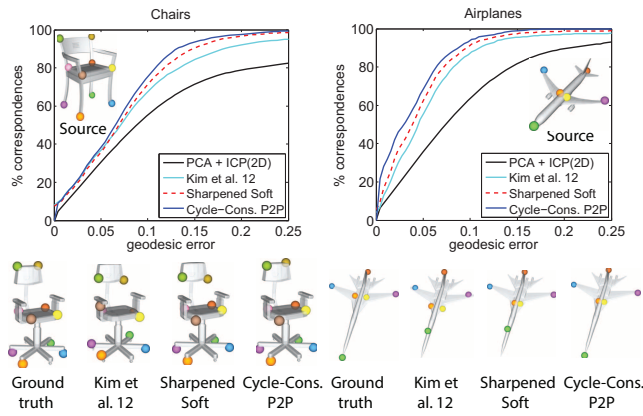 Chairs
100
80
60
40
20
0
% correspondences
0
0.05
0.1
0.15
0.2
0.25
geodesic error
Source
PCA + ICP(2D)
Kim et al. 12
Sharpened Soft
Cycle-Cons. P2P
Airplanes
100
80
60
40
20
0
% correspondences
0
0.05
0.1
0.15
0.2
0.25
geodesic error
Source
PCA + ICP(2D)
Kim et al. 12
Sharpened Soft
Cycle-Cons. P2P
Ground
truth
Kim et
al. 12
Sharpened
Soft
Cycle-Cons.
P2P
Ground
truth
Kim et
al. 12
Sharpened
Soft
Cycle-Cons.
P2P